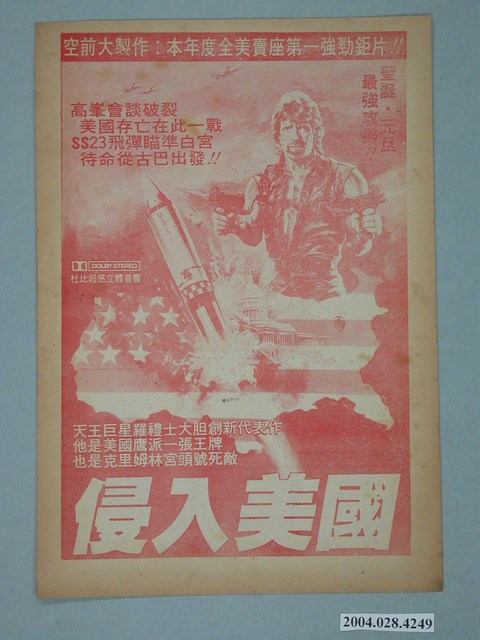 空前大製作：本年度全美賣座第一強勁鉅片!!
聖誕・元旦
最強攻勢!!
高峯會談破裂
美國存亡在此一戰
SS23飛彈瞄準白宮
待命從古巴出發!!
DOLBY STEREO
杜比超感立體音響
天王巨星羅禮士大胆創新代表作
他是美國鷹派一張王牌
也是克里姆林宮頭號死敵
侵入美國
2004.028.4249